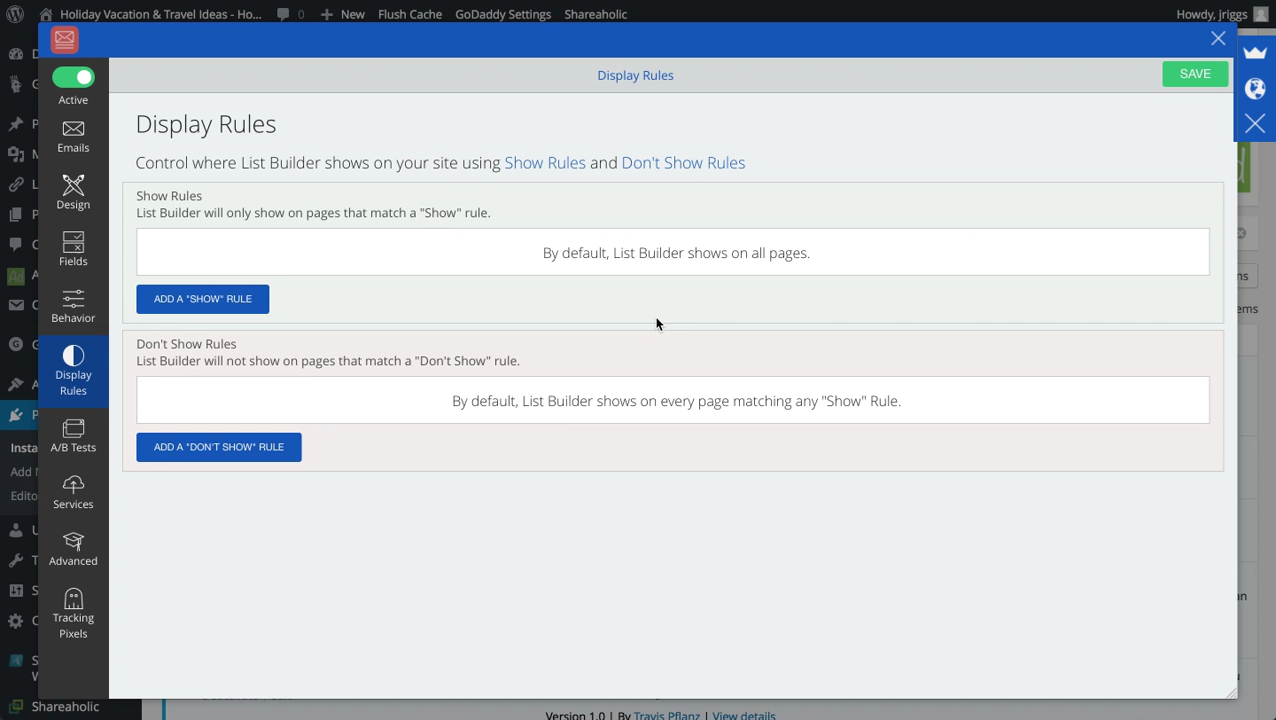 Holiday Vacation & Travel Ideas - Ho... 0 New Flush Cache GoDaddy Settings Shareaholic Howdy, jriggs
Display Rules
SAVE
Active
Emails
Design
Fields
Behavior
Display
Rules
A/B Tests
Services
Advanced
Tracking
Pixels
Display Rules
Control where List Builder shows on your site using Show Rules and Don't Show Rules
Show Rules
List Builder will only show on pages that match a "Show" rule.
By default, List Builder shows on all pages.
ADD A "SHOW" RULE
Don't Show Rules
List Builder will not show on pages that match a "Don't Show" rule.
By default, List Builder shows on every page matching any "Show" Rule.
ADD A "DON'T SHOW" RULE
Insta
Add N
Edito
Shareaholic
Version 1.0 | By Travis Pflanz | View details